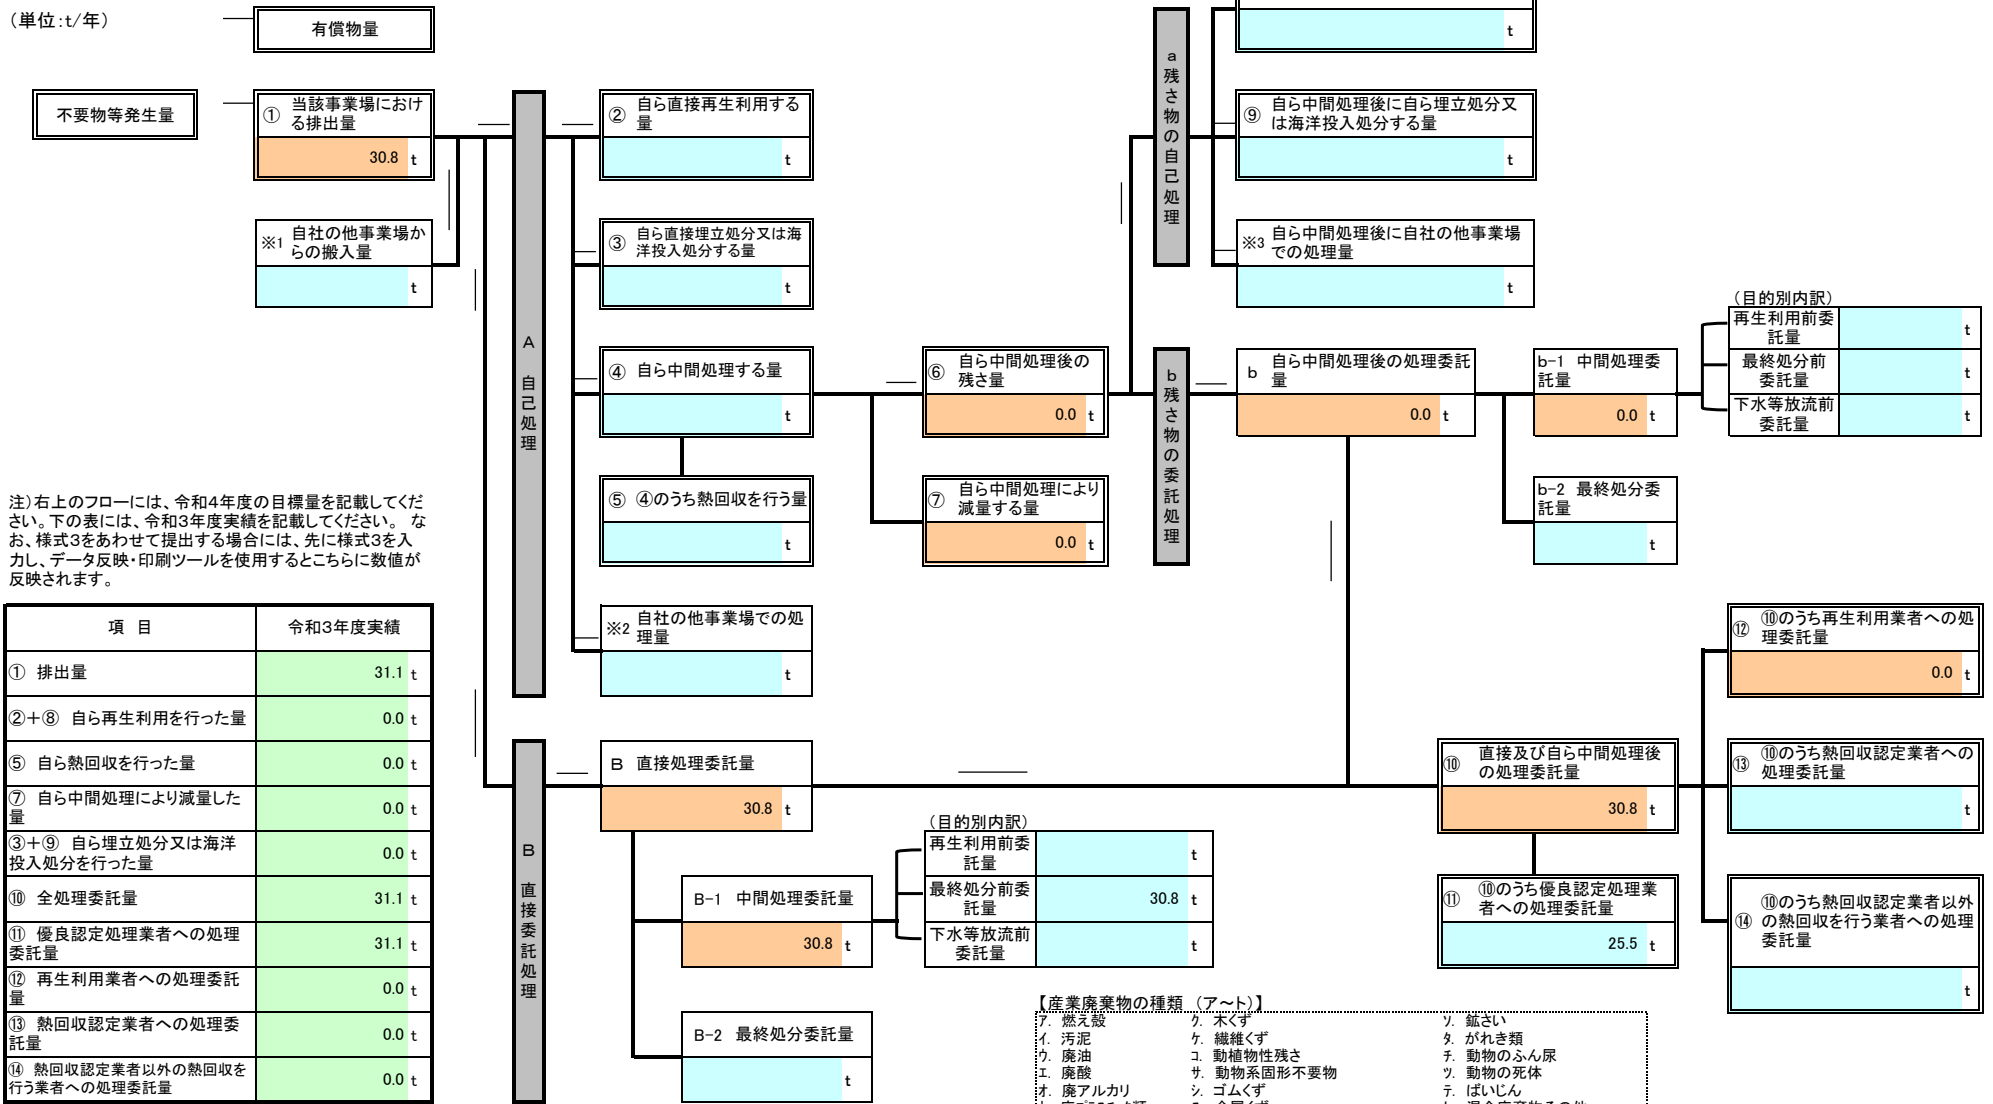 （単位:t/年）
有償物量
t
不要物等発生量
① 当該事業場におけ
る排出量
30.8 t
② 自ら直接再生利用する
量
t
⑨ 自ら中間処理後に自ら埋立処分又
は海洋投入処分する量
t
a 残さ物の自己処理
※1 自社の他事業場か
らの搬入量
t
③ 自ら直接埋立処分又は海
洋投入処分する量
t
※3 自ら中間処理後に自社の他事業場
での処理量
t
A 自己処理
④ 自ら中間処理する量
t
⑥ 自ら中間処理後の
残さ量
0.0 t
b 残さ物の委託処理
b 自ら中間処理後の処理委託
量
0.0 t
b-1 中間処理委
託量
0.0 t
（目的別内訳）
再生利用前委
託量
t
最終処分前
委託量
t
下水等放流前
委託量
t
⑤ ④のうち熱回収を行う量
t
⑦ 自ら中間処理により
減量する量
0.0 t
b-2 最終処分委
託量
t
注）右上のフローには、令和4年度の目標量を記載してくだ
さい。下の表には、令和3年度実績を記載してください。 な
お、様式3をあわせて提出する場合には、先に様式3を入
力し、データ反映・印刷ツールを使用するとこちらに数値が
反映されます。
項 目 令和3年度実績
① 排出量 31.1 t
②＋⑧ 自ら再生利用を行った量 0.0 t
⑤ 自ら熱回収を行った量 0.0 t
⑦ 自ら中間処理により減量した
量 0.0 t
③＋⑨ 自ら埋立処分又は海洋
投入処分を行った量 0.0 t
⑩ 全処理委託量 31.1 t
⑪ 優良認定処理業者への処理
委託量 31.1 t
⑫ 再生利用業者への処理委託
量 0.0 t
⑬ 熱回収認定業者への処理委
託量 0.0 t
⑭ 熱回収認定業者以外の熱回収を
行う業者への処理委託量 0.0 t
※2 自社の他事業場での処
理量
t
B 直接委託処理
B 直接処理委託量
30.8 t
B-1 中間処理委託量
30.8 t
（目的別内訳）
再生利用前委
託量
t
最終処分前委
託量
30.8 t
下水等放流前
委託量
t
B-2 最終処分委託量
t
⑩ 直接及び自ら中間処理後
の処理委託量
30.8 t
⑪ ⑩のうち優良認定処理業
者への処理委託量
25.5 t
⑫ ⑩のうち再生利用業者への処
理委託量
0.0 t
⑬ ⑩のうち熱回収認定業者への
処理委託量
t
⑭ ⑩のうち熱回収認定業者以外
の熱回収を行う業者への処理
委託量
t
【産業廃棄物の種類 （ア～ト）】
ア. 燃え殻 ク. 木くず ソ. 鉱さい
イ. 汚泥 ケ. 繊維くず タ. がれき類
ウ. 廃油 コ. 動植物性残さ チ. 動物のふん尿
エ. 廃酸 サ. 動物系固形不要物 ツ. 動物の死体
オ. 廃アルカリ シ. ゴムくず テ. ばいじん